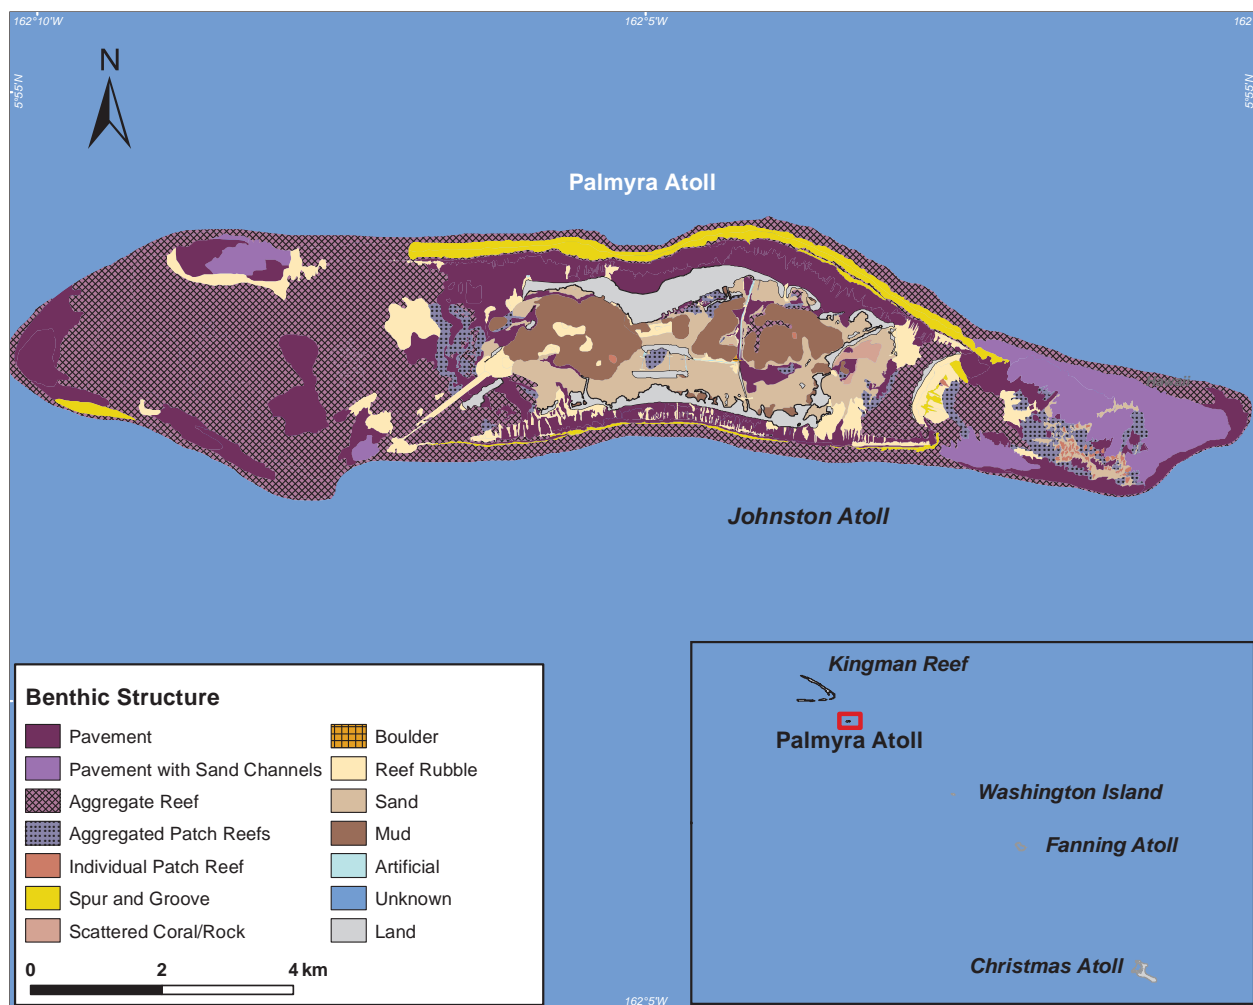 162°10'W
162°5'W
162°
N
5°55'N
5°55'N
Palmyra Atoll
Johnston Atoll
Benthic Structure
Pavement
Pavement with Sand Channels
Aggregate Reef
Aggregated Patch Reefs
Individual Patch Reef
Spur and Groove
Scattered Coral/Rock
Boulder
Reef Rubble
Sand
Mud
Artificial
Unknown
Land
0 2 4 km
Kingman Reef
Palmyra Atoll
Washington Island
Fanning Atoll
Christmas Atoll
162°5'W